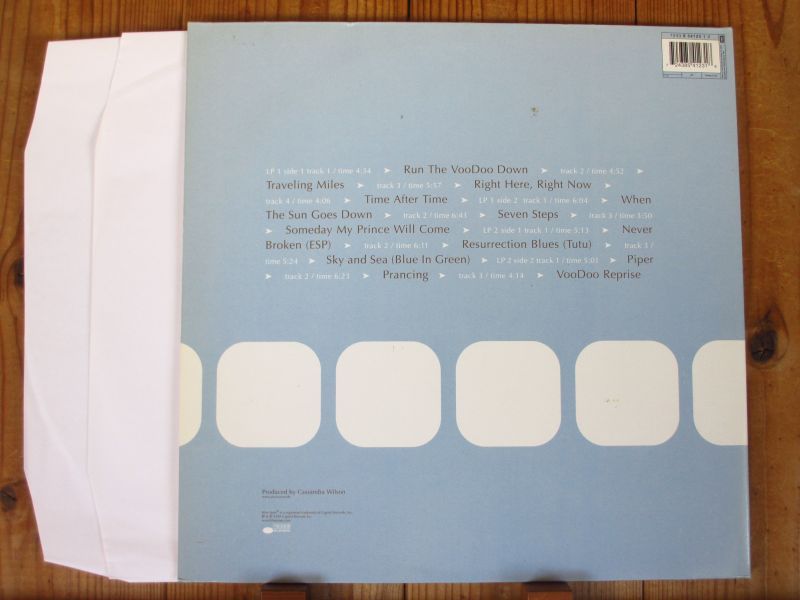 LP 1 side 1 track 1 / time 4:34 ➤ Run The VooDoo Down ➤ track 2 / time 4:52 ➤
Traveling Miles ➤ track 3 / time 5:57 ➤ Right Here, Right Now ➤
track 4 / time 4:06 ➤ Time After Time ➤ LP 1 side 2 track 1 / time 6:04 ➤ When
The Sun Goes Down ➤ track 2 / time 6:41 ➤ Seven Steps ➤ track 3 / time 3:50
➤ Someday My Prince Will Come ➤ LP 2 side 1 track 1 / time 5:13 ➤ Never
Broken (ESP) ➤ track 2 / time 6:11 ➤ Resurrection Blues (Tutu) ➤ track 3 /
time 5:24 ➤ Sky and Sea (Blue In Green) ➤ LP 2 side 2 track 1 / time 5:03 ➤ Piper
➤ track 2 / time 6:23 ➤ Prancing ➤ track 3 / time 4:14 ➤ VooDoo Reprise
Produced by Cassandra Wilson